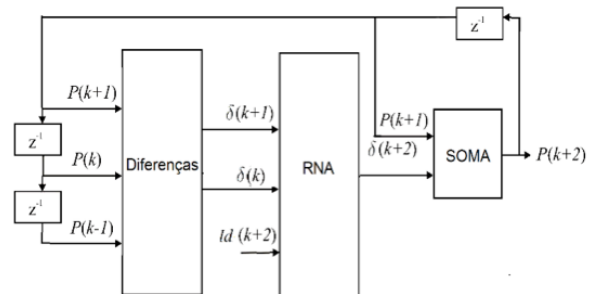 z⁻¹
P(k+1)
z⁻¹
P(k)
z⁻¹
P(k-1)
Diferenças
δ(k+1)
δ(k)
Id (k+2)
RNA
P(k+1)
δ(k+2)
SOMA
P(k+2)